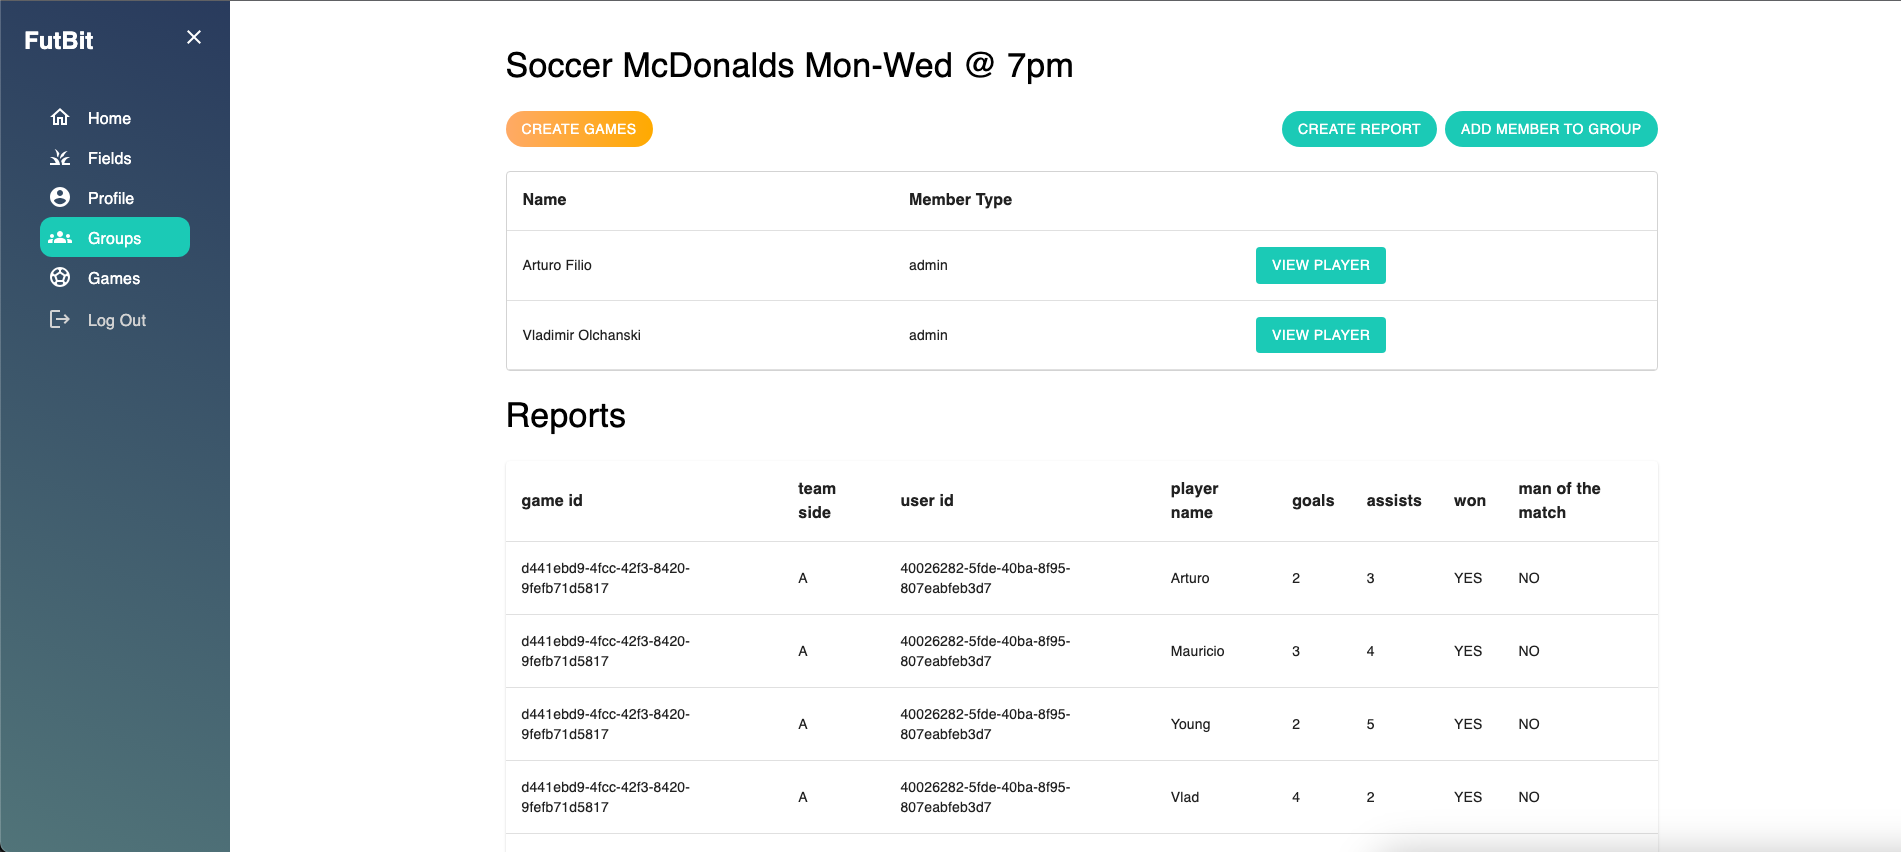 FutBit
Home
Fields
Profile
Groups
Games
Log Out
Soccer McDonalds Mon-Wed @ 7pm
CREATE GAMES CREATE REPORT ADD MEMBER TO GROUP
Name Member Type
Arturo Filio admin VIEW PLAYER
Vladimir Olchanski admin VIEW PLAYER
Reports
game id team side user id player name goals assists won man of the match
d441ebd9-4fcc-42f3-8420-9fefb71d5817 A 40026282-5fde-40ba-8f95-807eabfeb3d7 Arturo 2 3 YES NO
d441ebd9-4fcc-42f3-8420-9fefb71d5817 A 40026282-5fde-40ba-8f95-807eabfeb3d7 Mauricio 3 4 YES NO
d441ebd9-4fcc-42f3-8420-9fefb71d5817 A 40026282-5fde-40ba-8f95-807eabfeb3d7 Young 2 5 YES NO
d441ebd9-4fcc-42f3-8420-9fefb71d5817 A 40026282-5fde-40ba-8f95-807eabfeb3d7 Vlad 4 2 YES NO